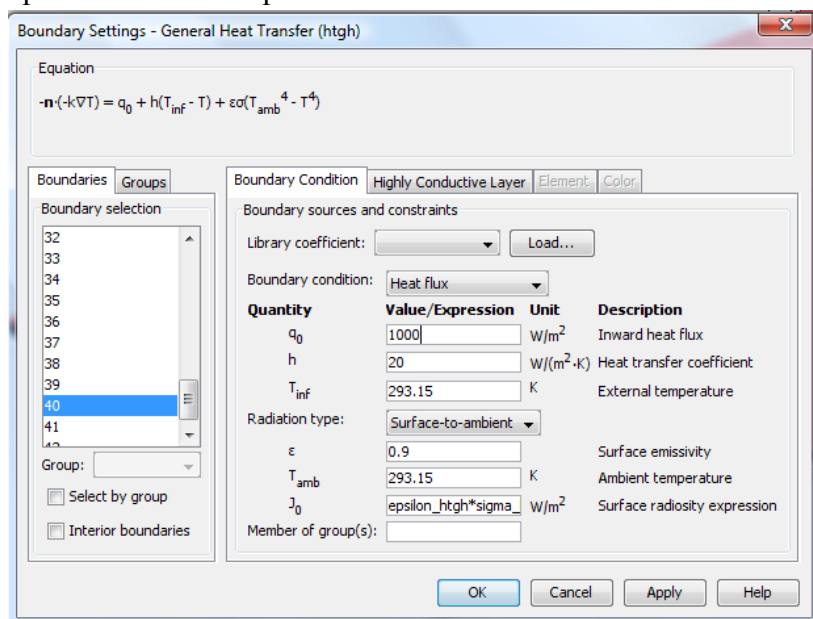 Boundary Settings - General Heat Transfer (htgh)
Equation
-n·(-k∇T) = q0 + h(Tinf - T) + εσ(Tamb^4 - T^4)
Boundaries Groups
Boundary selection
32
33
34
35
36
37
38
39
40
41
Group:
Select by group
Interior boundaries
Boundary Condition Highly Conductive Layer Element Color
Boundary sources and constraints
Library coefficient: Load...
Boundary condition: Heat flux
Quantity Value/Expression Unit Description
q0 1000 W/m² Inward heat flux
h 20 W/(m²·K) Heat transfer coefficient
Tinf 293.15 K External temperature
Radiation type: Surface-to-ambient
ε 0.9 Surface emissivity
Tamb 293.15 K Ambient temperature
J0 epsilon_htgh*sigma_ W/m² Surface radiosity expression
Member of group(s):
OK Cancel Apply Help